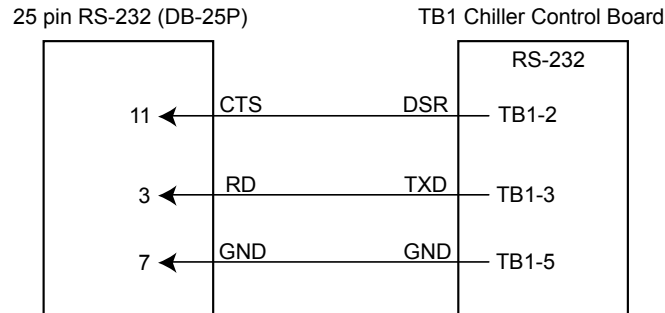 25 pin RS-232 (DB-25P) TB1 Chiller Control Board
RS-232
11 CTS DSR TB1-2
3 RD TXD TB1-3
7 GND GND TB1-5